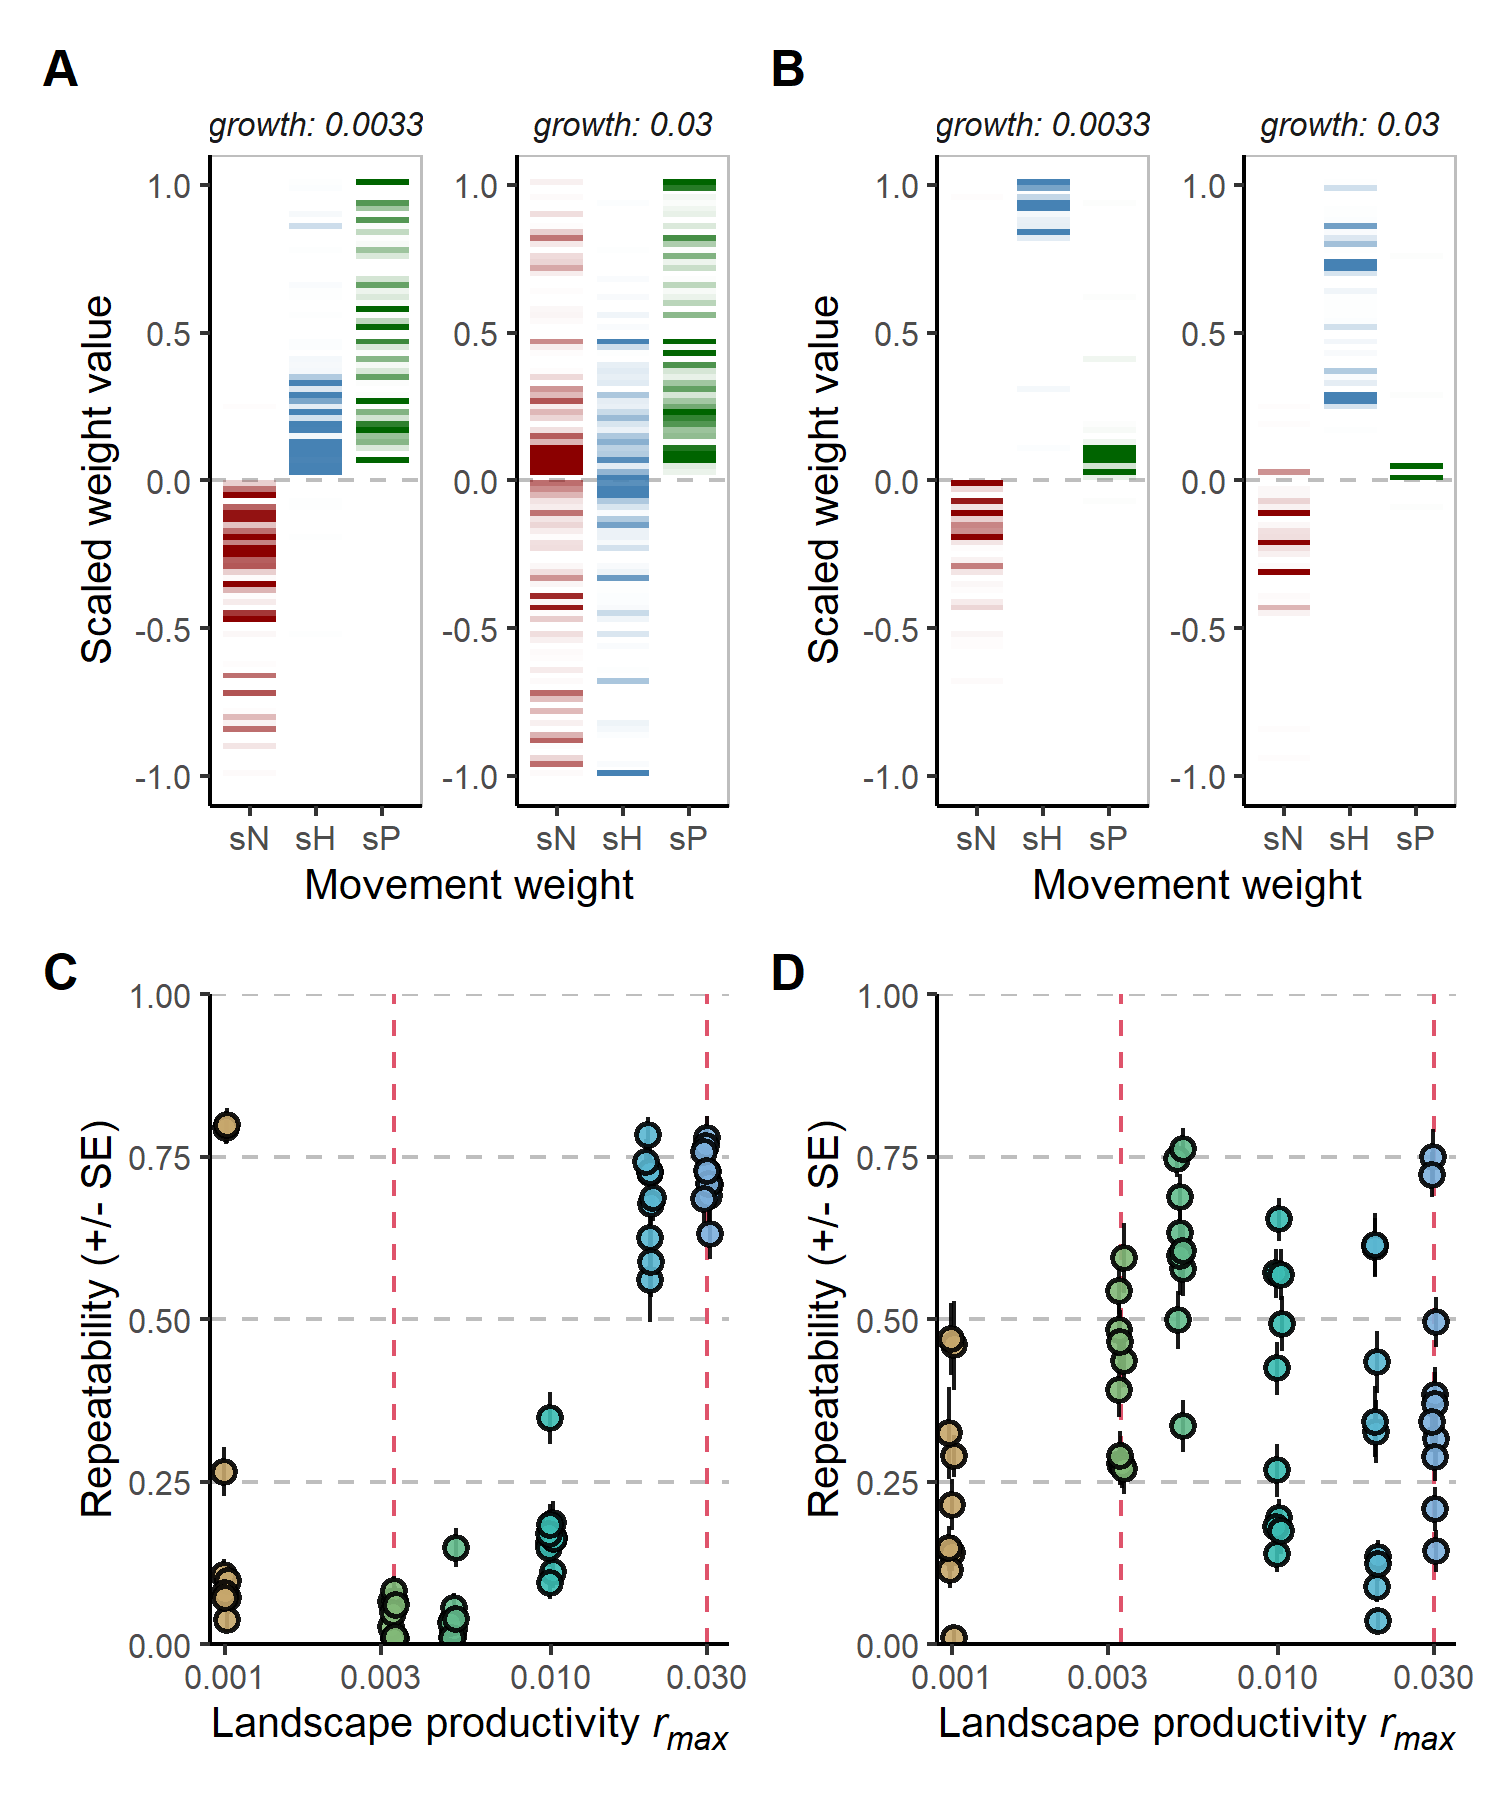 A
B
growth: 0.0033
growth: 0.03
growth: 0.0033
growth: 0.03
Scaled weight value
1.0
0.5
0.0
-0.5
-1.0
1.0
0.5
0.0
-0.5
-1.0
Scaled weight value
1.0
0.5
0.0
-0.5
-1.0
1.0
0.5
0.0
-0.5
-1.0
sN sH sP
sN sH sP
sN sH sP
sN sH sP
Movement weight
Movement weight
C
D
Repeatability (+/- SE)
1.00
0.75
0.50
0.25
0.00
Repeatability (+/- SE)
1.00
0.75
0.50
0.25
0.00
0.001 0.003 0.010 0.030
0.001 0.003 0.010 0.030
Landscape productivity rmax
Landscape productivity rmax